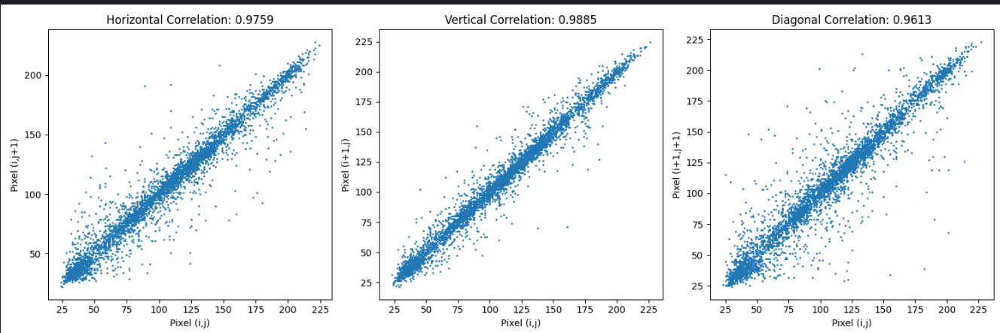 Horizontal Correlation: 0.9759
Pixel (i,j+1)
200
150
100
50
25 50 75 100 125 150 175 200 225
Pixel (i,j)
Vertical Correlation: 0.9885
Pixel (i+1,j)
225
200
175
150
125
100
75
50
25
25 50 75 100 125 150 175 200 225
Pixel (i,j)
Diagonal Correlation: 0.9613
Pixel (i+1,j+1)
225
200
175
150
125
100
75
50
25
25 50 75 100 125 150 175 200 225
Pixel (i,j)